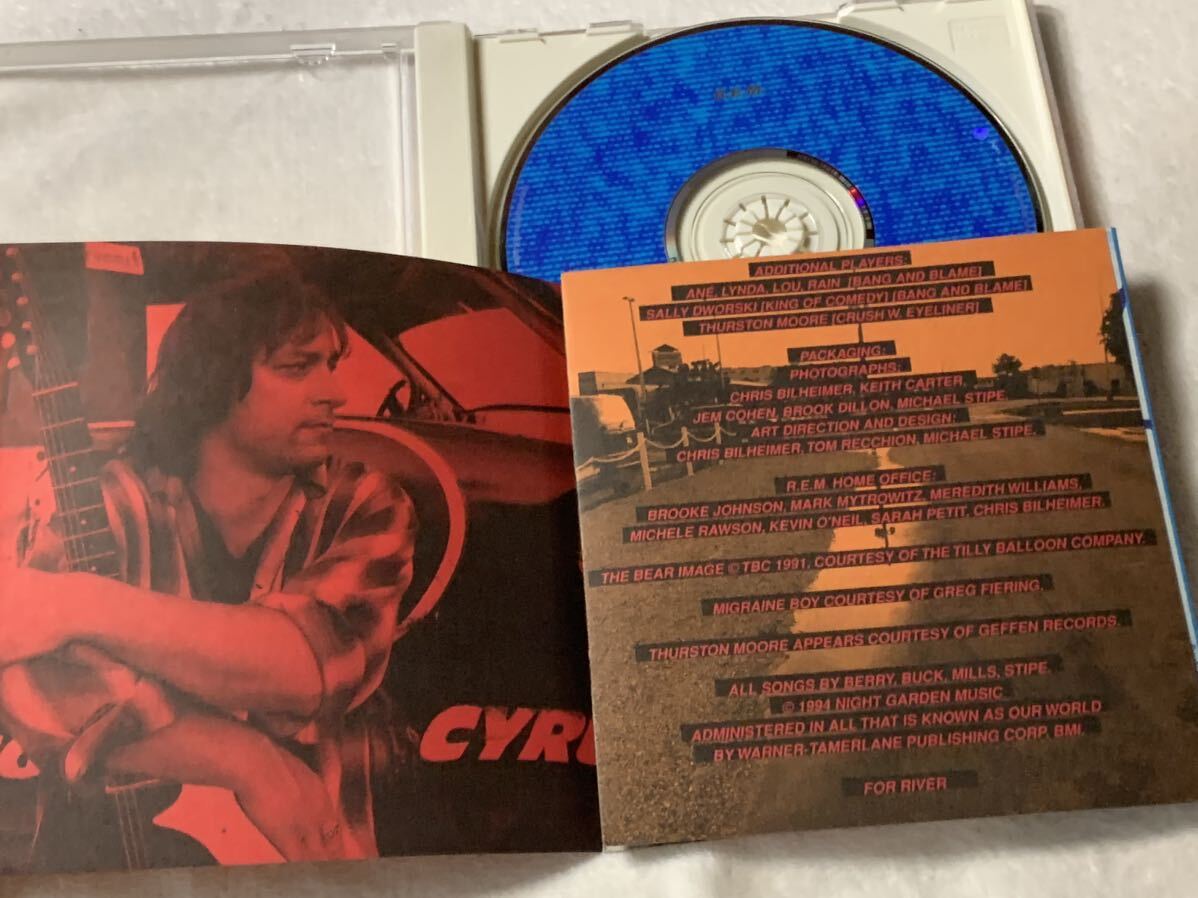 R.E.M.
ADDITIONAL PLAYERS:
ANE, LYNDA, LOU, RAIN [BANG AND BLAME]
SALLY DWORSKI [KING OF COMEDY] [BANG AND BLAME]
THURSTON MOORE [CRUSH W. EYELINER]
PACKAGING:
PHOTOGRAPHS:
CHRIS BILHEIMER, KEITH CARTER,
JEM COHEN, BROOK DILLON, MICHAEL STIPE
ART DIRECTION AND DESIGN:
CHRIS BILHEIMER, TOM RECCHION, MICHAEL STIPE.
R.E.M. HOME OFFICE:
BROOKE JOHNSON, MARK MYTROWITZ, MEREDITH WILLIAMS,
MICHELE RAWSON, KEVIN O'NEIL, SARAH PETIT, CHRIS BILHEIMER.
THE BEAR IMAGE © TBC 1991, COURTESY OF THE TILLY BALLOON COMPANY.
MIGRAINE BOY COURTESY OF GREG FIERING.
THURSTON MOORE APPEARS COURTESY OF GEFFEN RECORDS.
ALL SONGS BY BERRY, BUCK, MILLS, STIPE.
© 1994 NIGHT GARDEN MUSIC
ADMINISTERED IN ALL THAT IS KNOWN AS OUR WORLD
BY WARNER-TAMERLANE PUBLISHING CORP, BMI.
FOR RIVER
CYRU